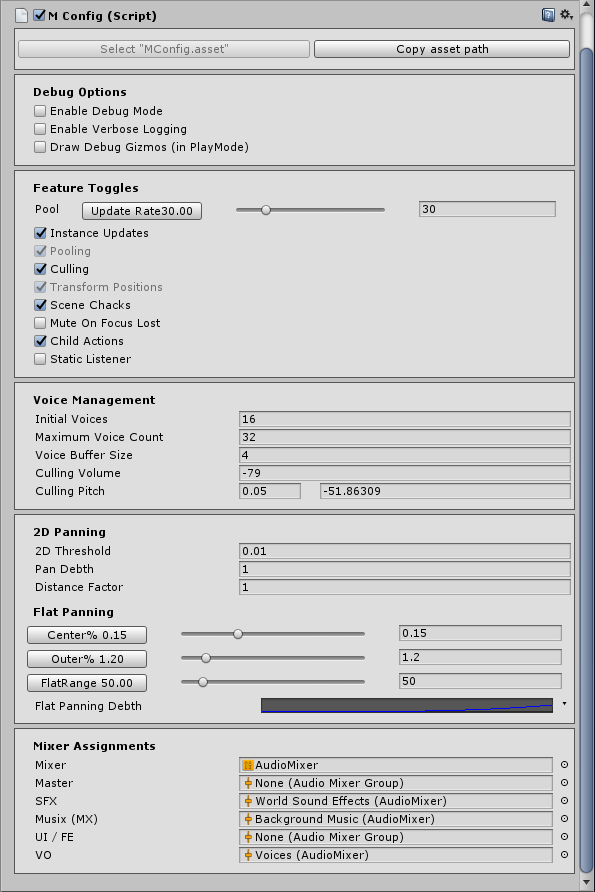 M Config (Script)
Select "MConfig.asset" Copy asset path
Debug Options
Enable Debug Mode
Enable Verbose Logging
Draw Debug Gizmos (in PlayMode)
Feature Toggles
Pool Update Rate30.00 30
Instance Updates
Pooling
Culling
Transform Positions
Scene Chacks
Mute On Focus Lost
Child Actions
Static Listener
Voice Management
Initial Voices 16
Maximum Voice Count 32
Voice Buffer Size 4
Culling Volume -79
Culling Pitch 0.05 -51.86309
2D Panning
2D Threshold 0.01
Pan Debth 1
Distance Factor 1
Flat Panning
Center% 0.15 0.15
Outer% 1.20 1.2
FlatRange 50.00 50
Flat Panning Debth
Mixer Assignments
Mixer AudioMixer
Master None (Audio Mixer Group)
SFX World Sound Effects (AudioMixer)
Musix (MX) Background Music (AudioMixer)
UI / FE None (Audio Mixer Group)
VO Voices (AudioMixer)